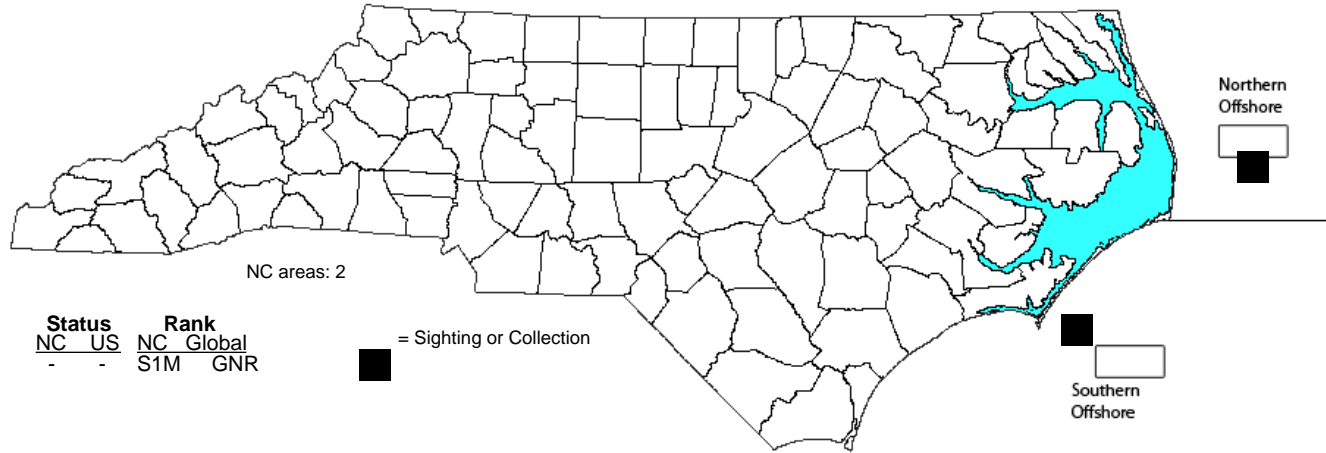 Northern
Offshore
NC areas: 2
Status Rank
NC US NC Global
- - S1M GNR
= Sighting or Collection
Southern
Offshore